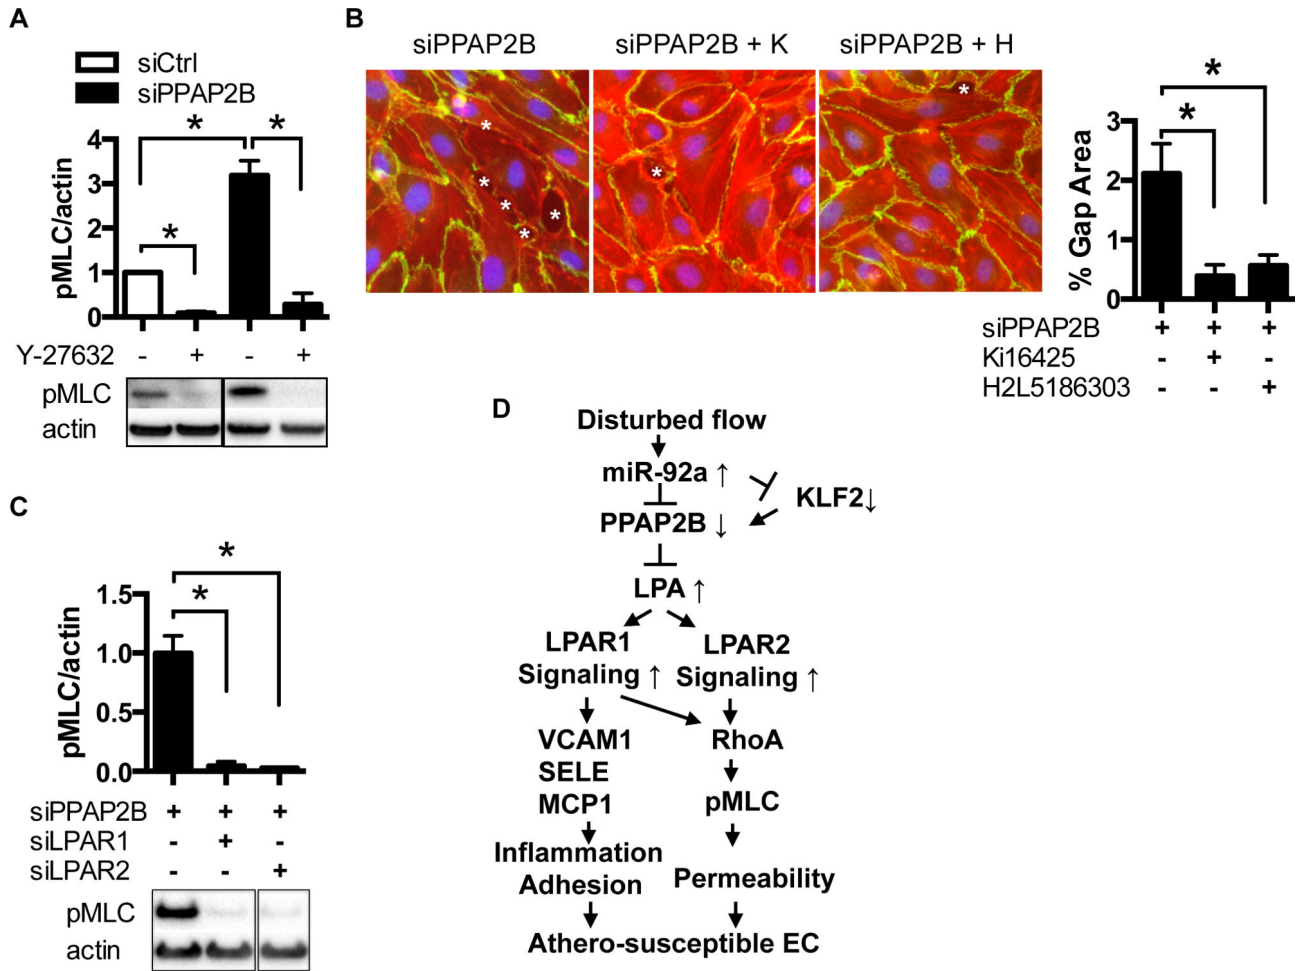 A
siCtrl
siPPAP2B
* *
*
4
3
2
1
0
pMLC/actin
Y-27632 - + - +
pMLC
actin
B
siPPAP2B siPPAP2B + K siPPAP2B + H
* * * * *
*
*
*
*
3
2
1
0
% Gap Area
siPPAP2B + + +
Ki16425 - + -
H2L5186303 - - +
C
*
*
1.5
1.0
0.5
0.0
pMLC/actin
siPPAP2B + + +
siLPAR1 - + -
siLPAR2 - - +
pMLC
actin
D
Disturbed flow
miR-92a ↑
KLF2↓
PPAP2B ↓
LPA ↑
LPAR1 LPAR2
Signaling ↑ Signaling ↑
VCAM1 RhoA
SELE
MCP1 pMLC
Inflammation
Adhesion Permeability
Athero-susceptible EC